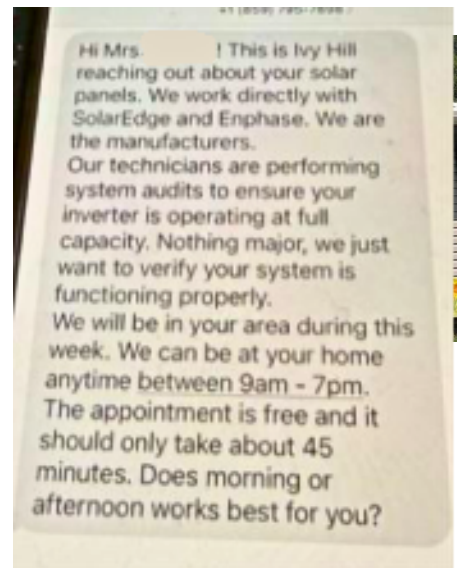 Hi Mrs. ! This is Ivy Hill
reaching out about your solar
panels. We work directly with
SolarEdge and Enphase. We are
the manufacturers.
Our technicians are performing
system audits to ensure your
inverter is operating at full
capacity. Nothing major, we just
want to verify your system is
functioning properly.
We will be in your area during this
week. We can be at your home
anytime between 9am - 7pm.
The appointment is free and it
should only take about 45
minutes. Does morning or
afternoon works best for you?